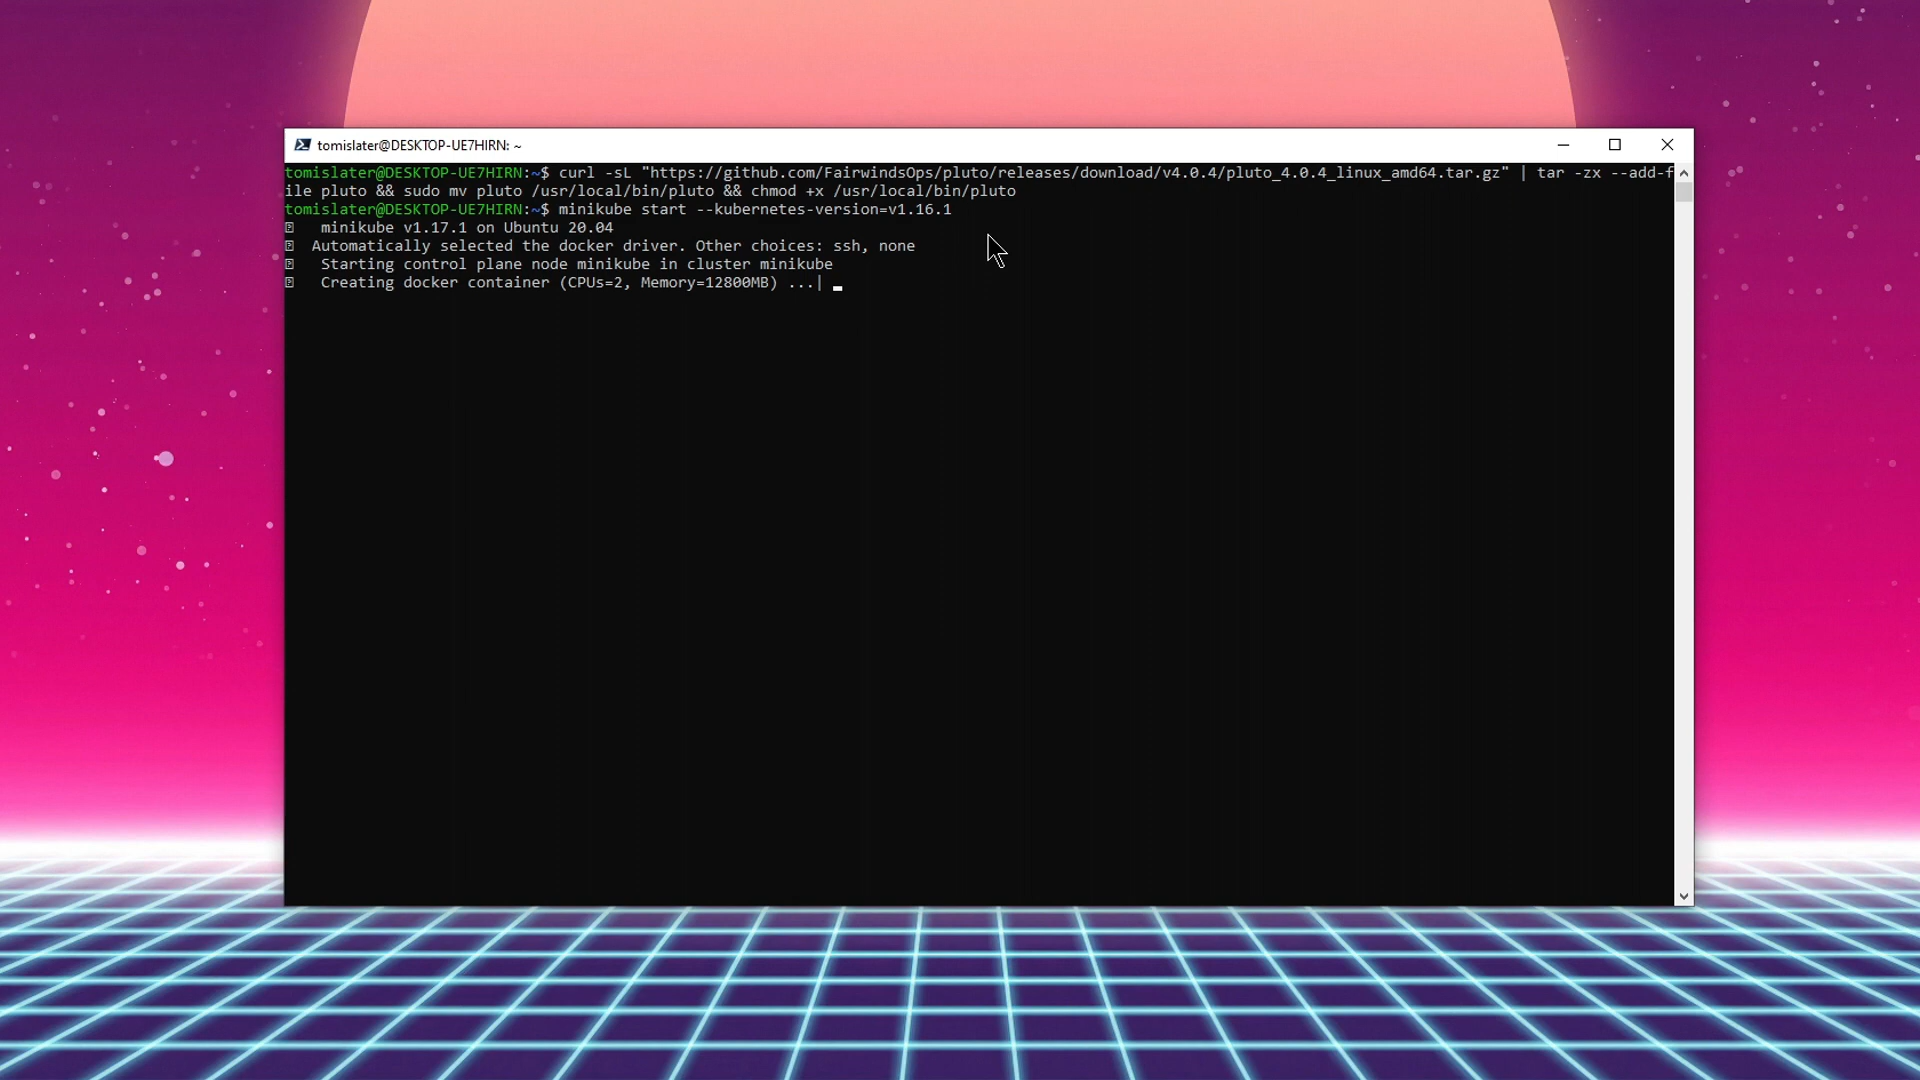 tomislater@DESKTOP-UE7HIRN: ~
tomislater@DESKTOP-UE7HIRN:~$ curl -sL "https://github.com/FairwindsOps/pluto/releases/download/v4.0.4/pluto_4.0.4_linux_amd64.tar.gz" | tar -zx --add-f
ile pluto && sudo mv pluto /usr/local/bin/pluto && chmod +x /usr/local/bin/pluto
tomislater@DESKTOP-UE7HIRN:~$ minikube start --kubernetes-version=v1.16.1
minikube v1.17.1 on Ubuntu 20.04
Automatically selected the docker driver. Other choices: ssh, none
Starting control plane node minikube in cluster minikube
Creating docker container (CPUs=2, Memory=12800MB) ...|